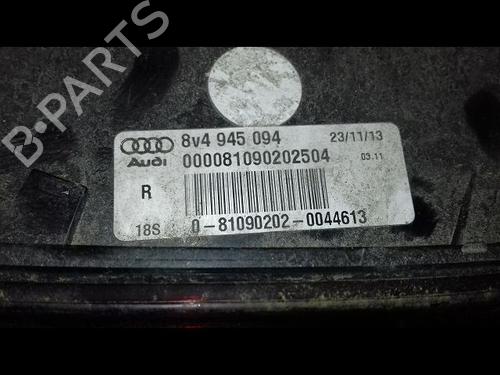 B-PARTS
8v4 945 094 23/11/13
Audi 000081090202504 03.11
R
18S 0-81090202-0044613